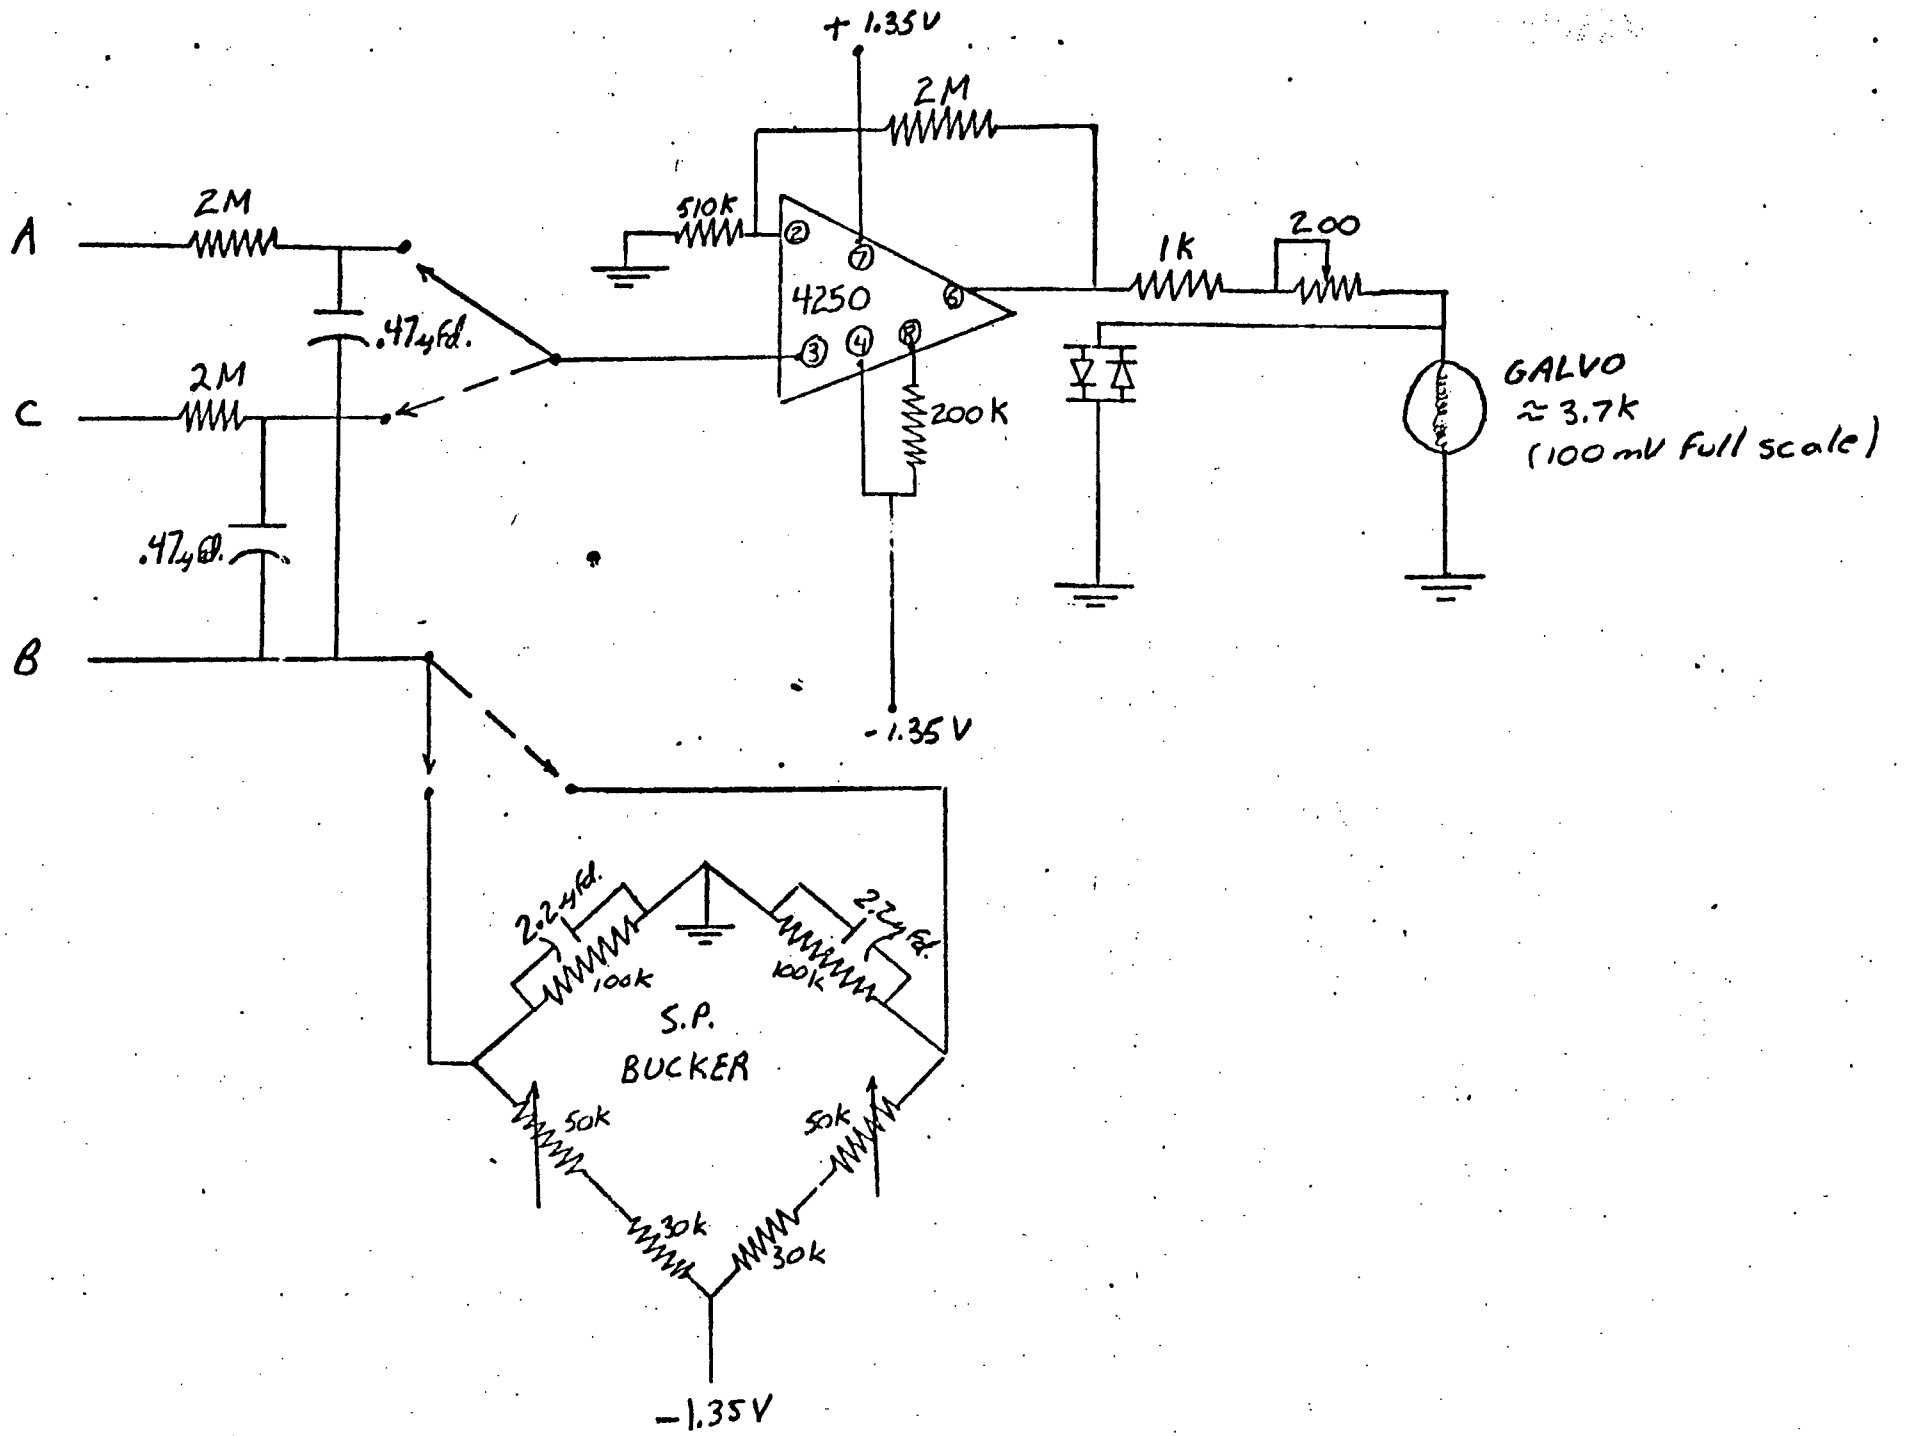 + 1.35V
2M
2M
510K
A
2
7
200
1K
4250
6
.47μFd.
3
4
8
GALVO
≈ 3.7K
(100 mV Full scale)
2M
C
200K
.47μFd.
B
-1.35V
2.2μFd.
2.2μFd.
100K
100K
S.P.
BUCKER
50K
50K
30K
30K
-1.35V